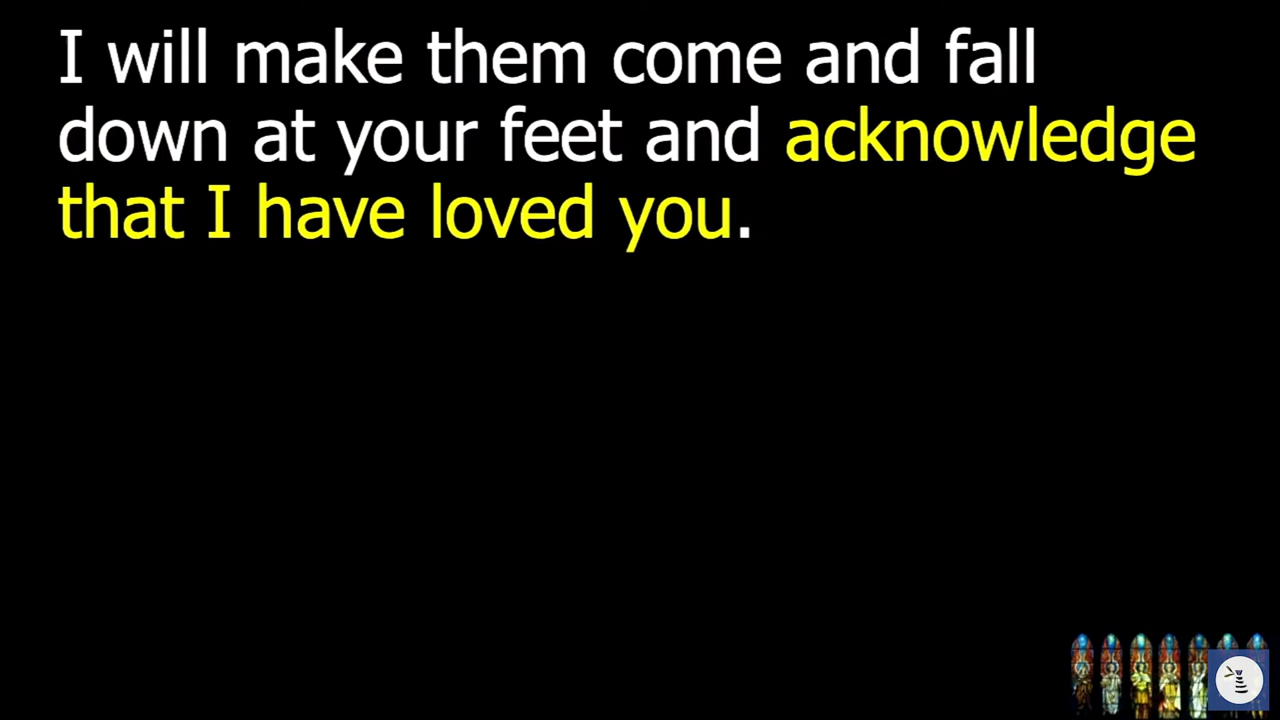 I will make them come and fall
down at your feet and acknowledge
that I have loved you.